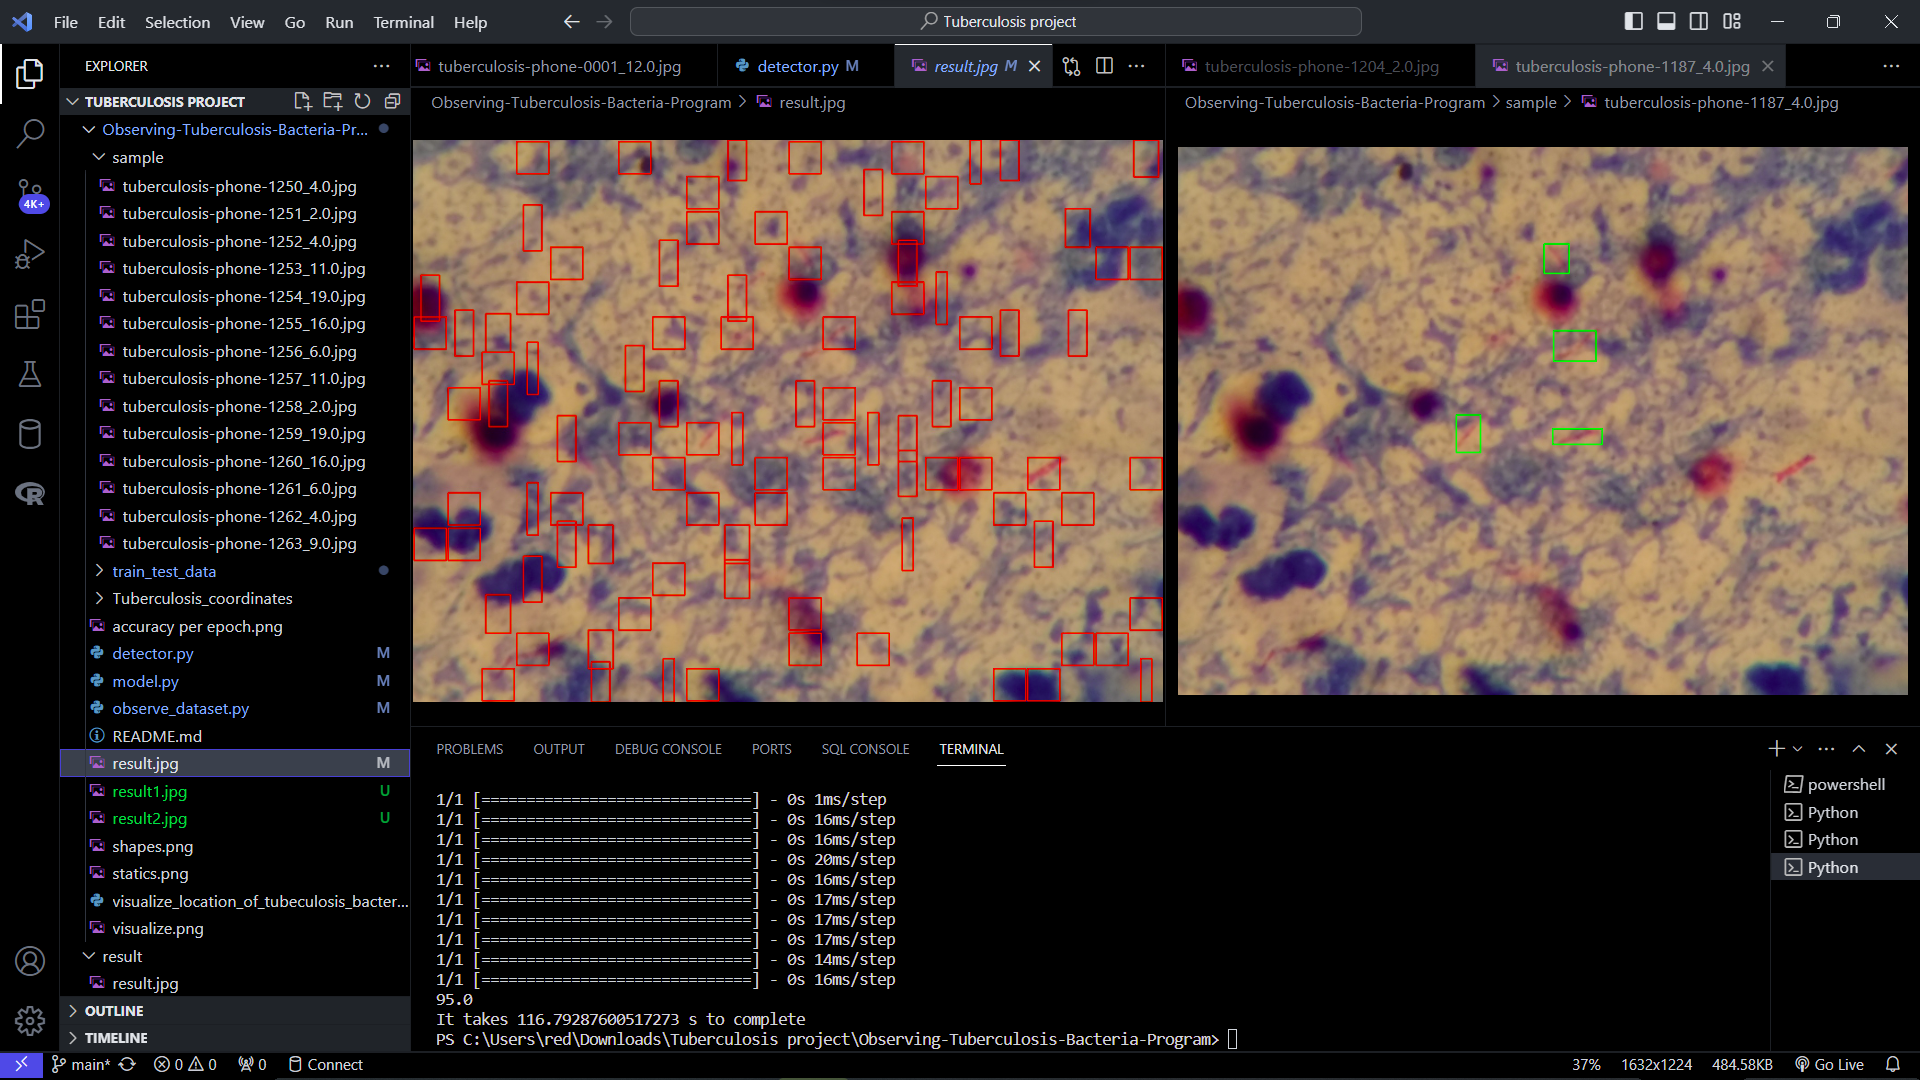 File Edit Selection View Go Run Terminal Help
Tuberculosis project
EXPLORER
TUBERCULOSIS PROJECT
Observing-Tuberculosis-Bacteria-Pr...
sample
tuberculosis-phone-1250_4.0.jpg
tuberculosis-phone-1251_2.0.jpg
tuberculosis-phone-1252_4.0.jpg
tuberculosis-phone-1253_11.0.jpg
tuberculosis-phone-1254_19.0.jpg
tuberculosis-phone-1255_16.0.jpg
tuberculosis-phone-1256_6.0.jpg
tuberculosis-phone-1257_11.0.jpg
tuberculosis-phone-1258_2.0.jpg
tuberculosis-phone-1259_19.0.jpg
tuberculosis-phone-1260_16.0.jpg
tuberculosis-phone-1261_6.0.jpg
tuberculosis-phone-1262_4.0.jpg
tuberculosis-phone-1263_9.0.jpg
train_test_data
Tuberculosis_coordinates
accuracy per epoch.png
detector.py M
model.py M
observe_dataset.py M
README.md
result.jpg M
result1.jpg U
result2.jpg U
shapes.png
statics.png
visualize_location_of_tubeculosis_bacter...
visualize.png
result
result.jpg
OUTLINE
TIMELINE
4K+
R
tuberculosis-phone-0001_12.0.jpg
detector.py M
result.jpg M
Observing-Tuberculosis-Bacteria-Program > result.jpg
tuberculosis-phone-1204_2.0.jpg
tuberculosis-phone-1187_4.0.jpg
Observing-Tuberculosis-Bacteria-Program > sample > tuberculosis-phone-1187_4.0.jpg
PROBLEMS OUTPUT DEBUG CONSOLE PORTS SQL CONSOLE TERMINAL
1/1 [==============================] - 0s 1ms/step
1/1 [==============================] - 0s 16ms/step
1/1 [==============================] - 0s 16ms/step
1/1 [==============================] - 0s 20ms/step
1/1 [==============================] - 0s 16ms/step
1/1 [==============================] - 0s 17ms/step
1/1 [==============================] - 0s 17ms/step
1/1 [==============================] - 0s 17ms/step
1/1 [==============================] - 0s 14ms/step
1/1 [==============================] - 0s 16ms/step
95.0
It takes 116.79287600517273 s to complete
PS C:\Users\red\Downloads\Tuberculosis project\Observing-Tuberculosis-Bacteria-Program>
powershell
Python
Python
Python
main* 0 0 0 Connect
37% 1632x1224 484.58KB Go Live